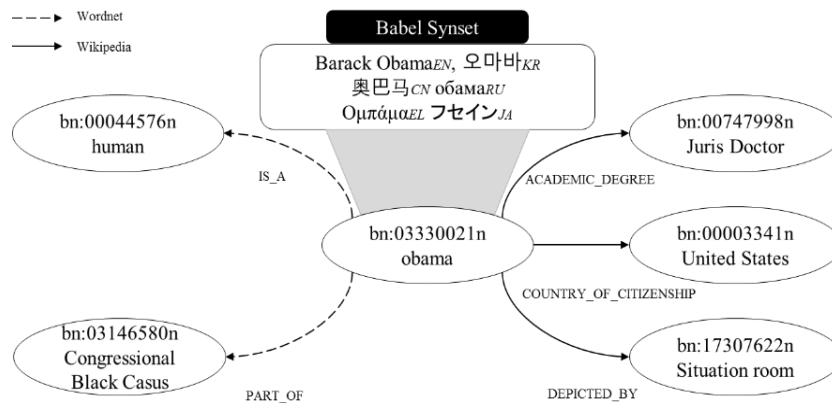 Wordnet
Wikipedia
Babel Synset
Barack ObamaEN, 오마바KR
奥巴马CN обамаRU
ΟμπάμαEL フセインJA
bn:00044576n
human
bn:00747998n
Juris Doctor
IS_A
ACADEMIC_DEGREE
bn:03330021n
obama
bn:00003341n
United States
COUNTRY_OF_CITIZENSHIP
bn:03146580n
Congressional
Black Casus
bn:17307622n
Situation room
PART_OF
DEPICTED_BY